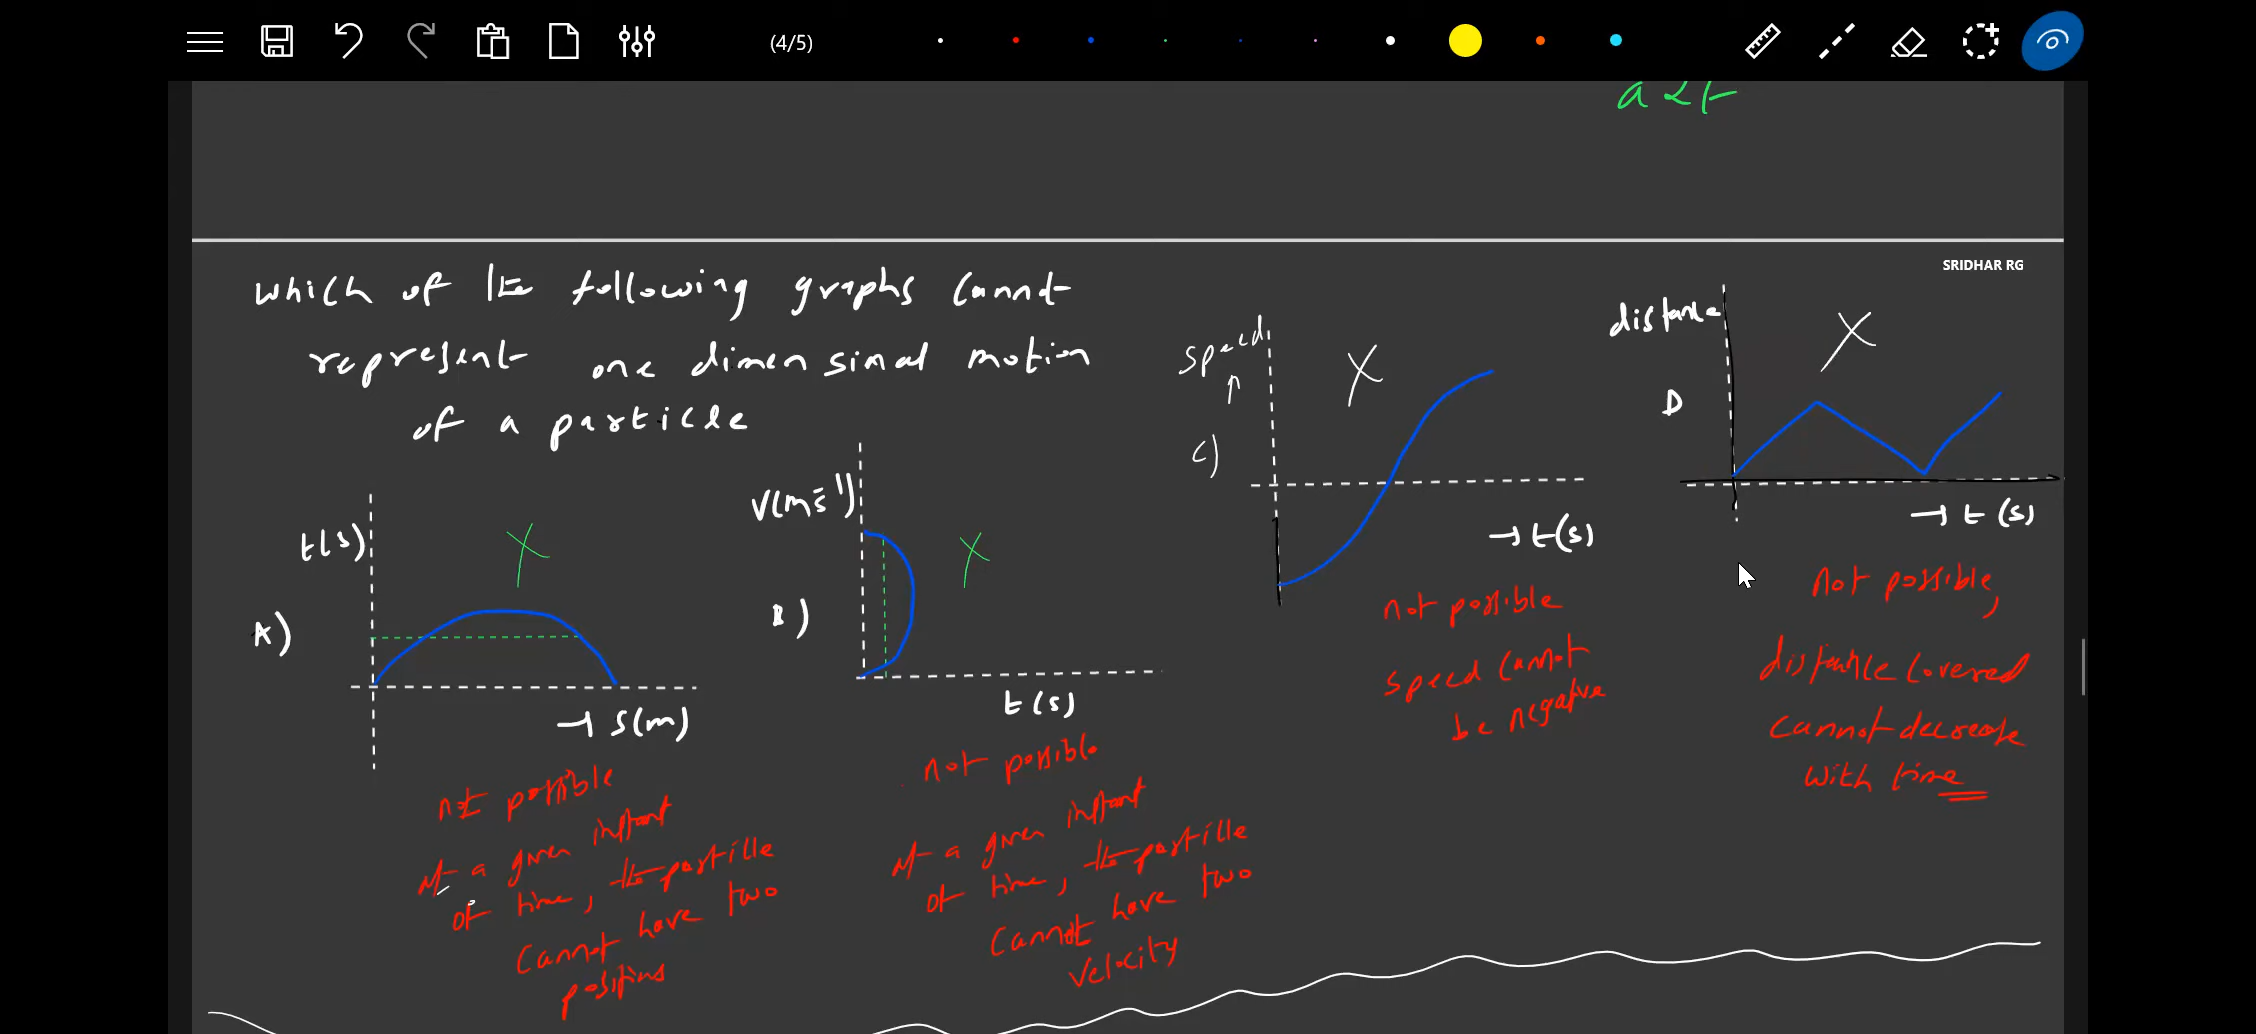 (4/5)
a 2t
SRIDHAR RG
which of the following graphs cannot
represent one dimensinal motion
of a particle
t(s)
A)
→ s(m)
not possible
At a given instant
of time, the particle
cannot have two
positins
V(ms⁻¹)
B)
t(s)
not possible
At a given instant
of time, the particle
cannot have two
velocity
speed
↑
C)
→ t(s)
not possible
speed cannot
be negative
distance
D
→ t(s)
not possible,
distance covered
cannot decrease
with time